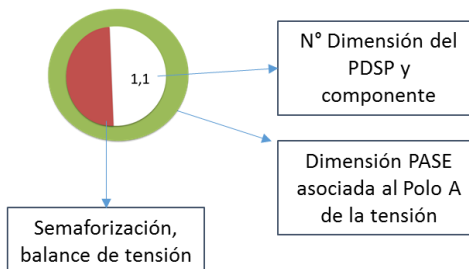 1,1
N° Dimensión del
PDSP y
componente
Dimensión PASE
asociada al Polo A
de la tensión
Semaforización,
balance de tensión